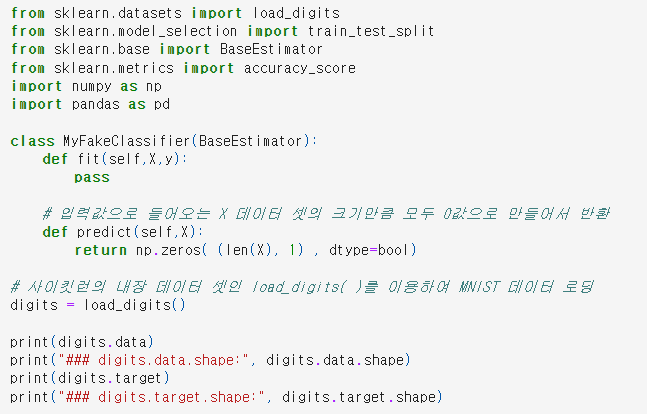 from sklearn.datasets import load_digits
from sklearn.model_selection import train_test_split
from sklearn.base import BaseEstimator
from sklearn.metrics import accuracy_score
import numpy as np
import pandas as pd
class MyFakeClassifier(BaseEstimator):
def fit(self,X,y):
pass
# 입력값으로 들어오는 X 데이터 셋의 크기만큼 모두 0값으로 만들어서 반환
def predict(self,X):
return np.zeros( (len(X), 1) , dtype=bool)
# 사이킷런의 내장 데이터 셋인 load_digits( )를 이용하여 MNIST 데이터 로딩
digits = load_digits()
print(digits.data)
print("### digits.data.shape:", digits.data.shape)
print(digits.target)
print("### digits.target.shape:", digits.target.shape)